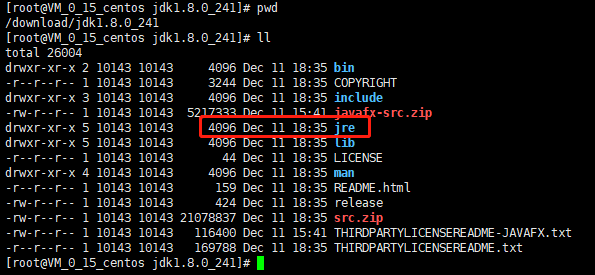 [root@VM_0_15_centos jdk1.8.0_241]# pwd
/download/jdk1.8.0_241
[root@VM_0_15_centos jdk1.8.0_241]# ll
total 26004
drwxr-xr-x 2 10143 10143 4096 Dec 11 18:35 bin
-r--r--r-- 1 10143 10143 3244 Dec 11 18:35 COPYRIGHT
drwxr-xr-x 3 10143 10143 4096 Dec 11 18:35 include
-rw-r--r-- 1 10143 10143 5217333 Dec 11 15:41 javafx-src.zip
drwxr-xr-x 5 10143 10143 4096 Dec 11 18:35 jre
drwxr-xr-x 5 10143 10143 4096 Dec 11 18:35 lib
-r--r--r-- 1 10143 10143 44 Dec 11 18:35 LICENSE
drwxr-xr-x 4 10143 10143 4096 Dec 11 18:35 man
-r--r--r-- 1 10143 10143 159 Dec 11 18:35 README.html
-rw-r--r-- 1 10143 10143 424 Dec 11 18:35 release
-rw-r--r-- 1 10143 10143 21078837 Dec 11 18:35 src.zip
-rw-r--r-- 1 10143 10143 116400 Dec 11 15:41 THIRDPARTYLICENSEREADME-JAVAFX.txt
-r--r--r-- 1 10143 10143 169788 Dec 11 18:35 THIRDPARTYLICENSEREADME.txt
[root@VM_0_15_centos jdk1.8.0_241]#